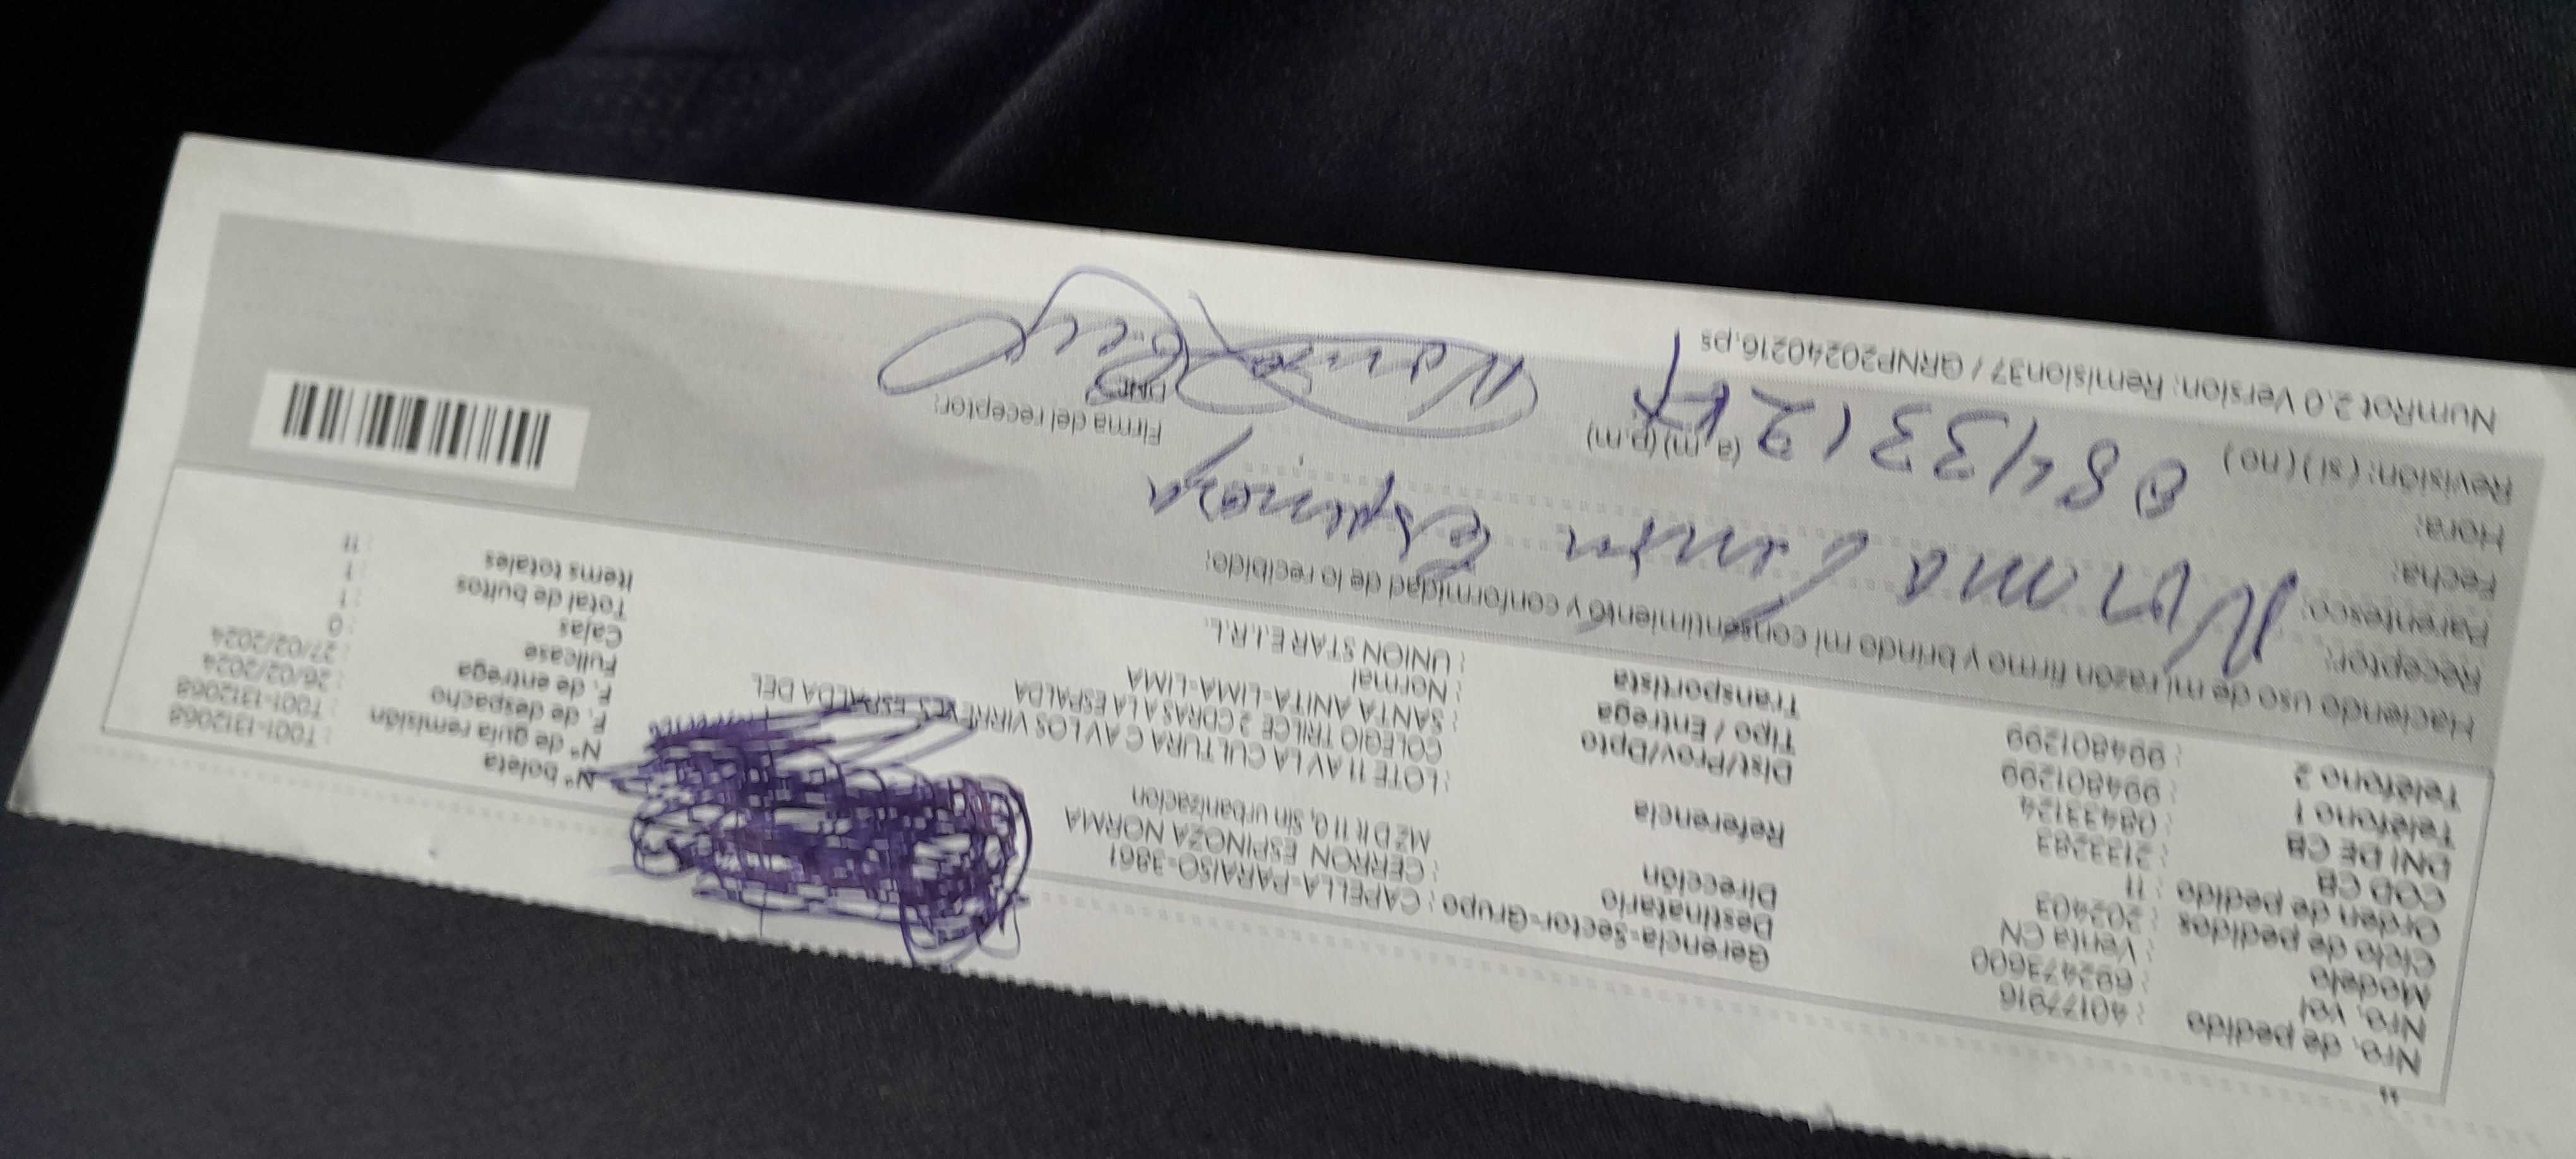 Nro. de pedido : 40177916
Nro. vol : 692473600
Modelo : Venta CN
Ciclo de pedidos : 202403
Orden de pedido : 11
COD CB : 2133283
DNI DE CB : 08433124
Teléfono 1 : 994801299
Teléfono 2 : 994801299
Gerencia-Sector-Grupo : CAPELLA-PARAISO-3861
Destinatario : CERRON ESPINOZA NORMA
Dirección MZ D lt 11 0, Sin urbanizacion
Referencia : LOTE 11 AV LA CULTURA C AV LOS VIRREYES ESPALDA DEL
COLEGIO TRILCE 2 CDRAS A LA ESPALDA
Dist/Prov/Dpto : SANTA ANITA-LIMA-LIMA
Tipo / Entrega : Normal
Transportista : UNION STAR E.I.R.L.
N° boleta : T001-1312068
N° de guía remisión : T001-1312068
F. de despacho : 26/02/2024
F. de entrega : 27/02/2024
Fullcase : 0
Cajas : 1
Total de bultos : 1
Items totales : 11
Haciendo uso de mi razón firmo y brindo mi consentimiento y conformidad de lo recibido:
Receptor:
Parentesco: Norma Espinoza
Fecha:
Hora: (a.m) (p.m)
Revisión: (si) (no)
Firma del receptor:
DNI:
Norma
NumRot 2.0 Version: Remision37 / GRNP20240216.ps